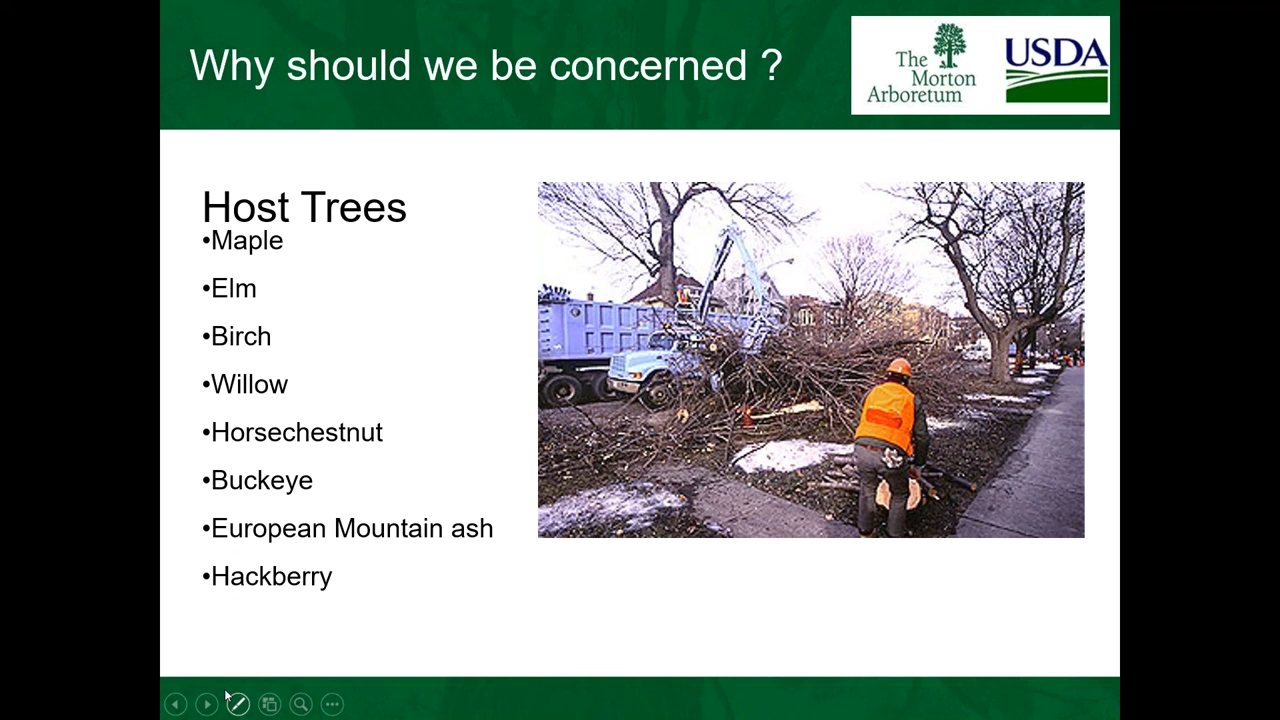 Why should we be concerned ?
The
Morton
Arboretum
USDA
Host Trees
•Maple
•Elm
•Birch
•Willow
•Horsechestnut
•Buckeye
•European Mountain ash
•Hackberry